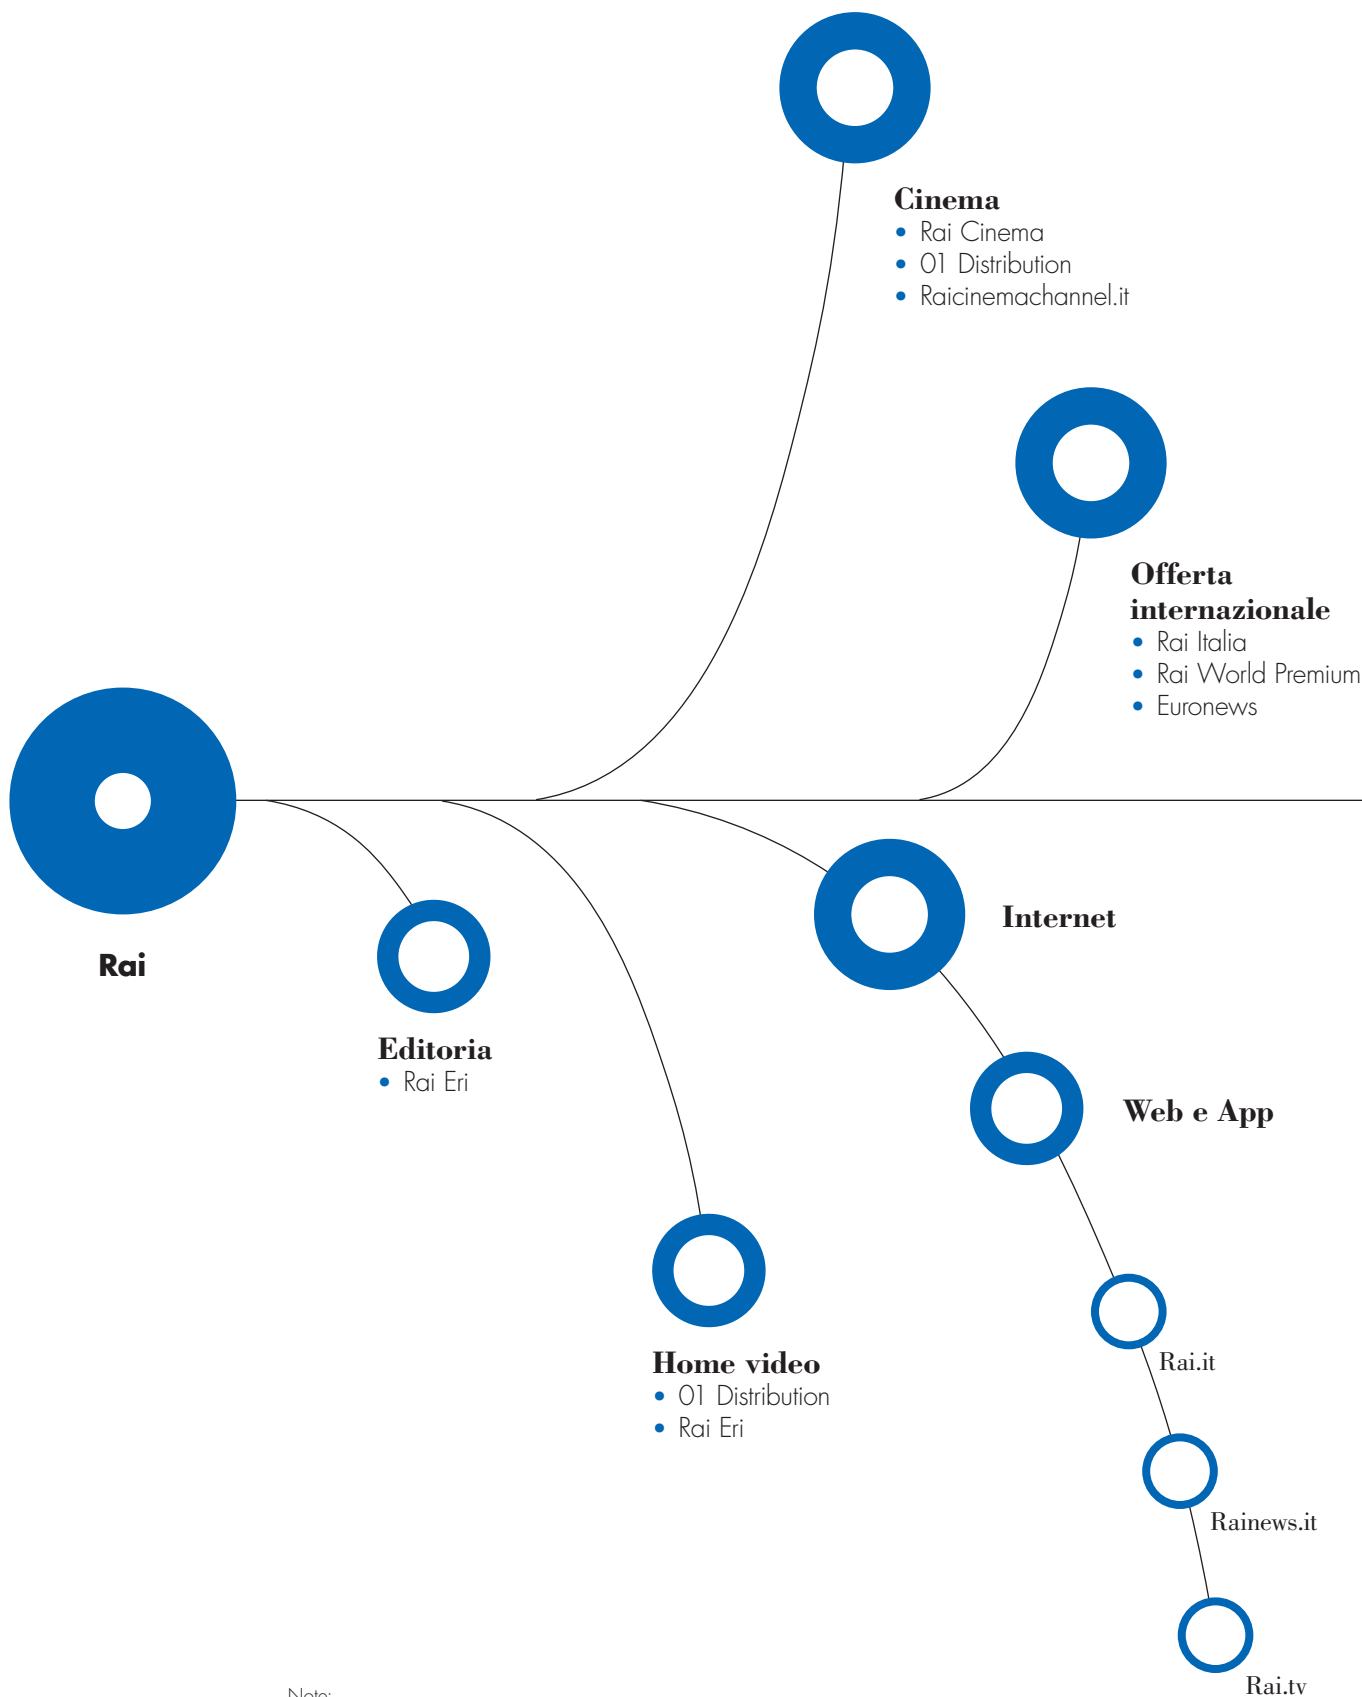 Cinema
• Rai Cinema
• 01 Distribution
• Raicinemachannel.it
Offerta
internazionale
• Rai Italia
• Rai World Premium
• Euronews
Rai
Internet
Editoria
• Rai Eri
Web e App
Home video
• 01 Distribution
• Rai Eri
Rai.it
Rainews.it
Rai.tv
Note: